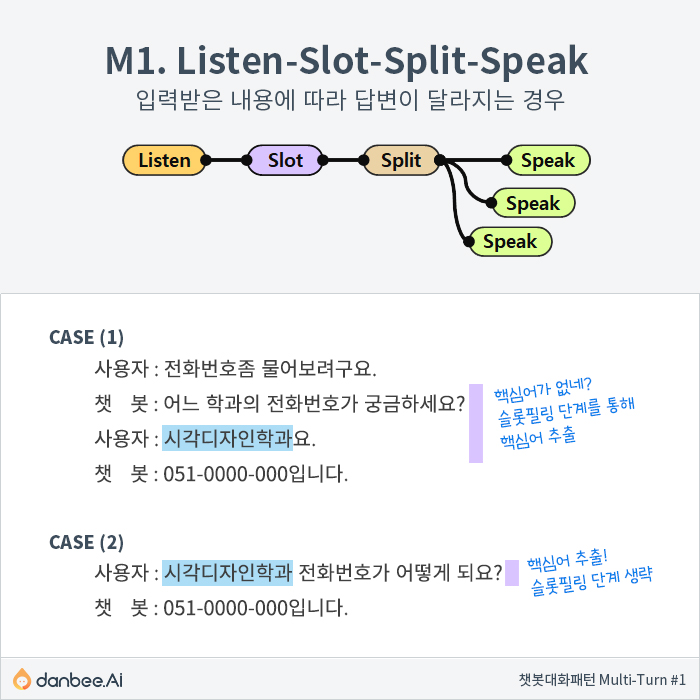 M1. Listen-Slot-Split-Speak
입력받은 내용에 따라 답변이 달라지는 경우
Listen Slot Split Speak
Speak
Speak
CASE (1)
사용자 : 전화번호좀 물어보려구요.
챗 봇 : 어느 학과의 전화번호가 궁금하세요?
사용자 : 시각디자인학과요.
챗 봇 : 051-0000-000입니다.
핵심어가 없네?
슬롯필링 단계를 통해
핵심어 추출
CASE (2)
사용자 : 시각디자인학과 전화번호가 어떻게 되요?
챗 봇 : 051-0000-000입니다.
핵심어 추출!
슬롯필링 단계 생략
danbee.Ai
챗봇대화패턴 Multi-Turn #1